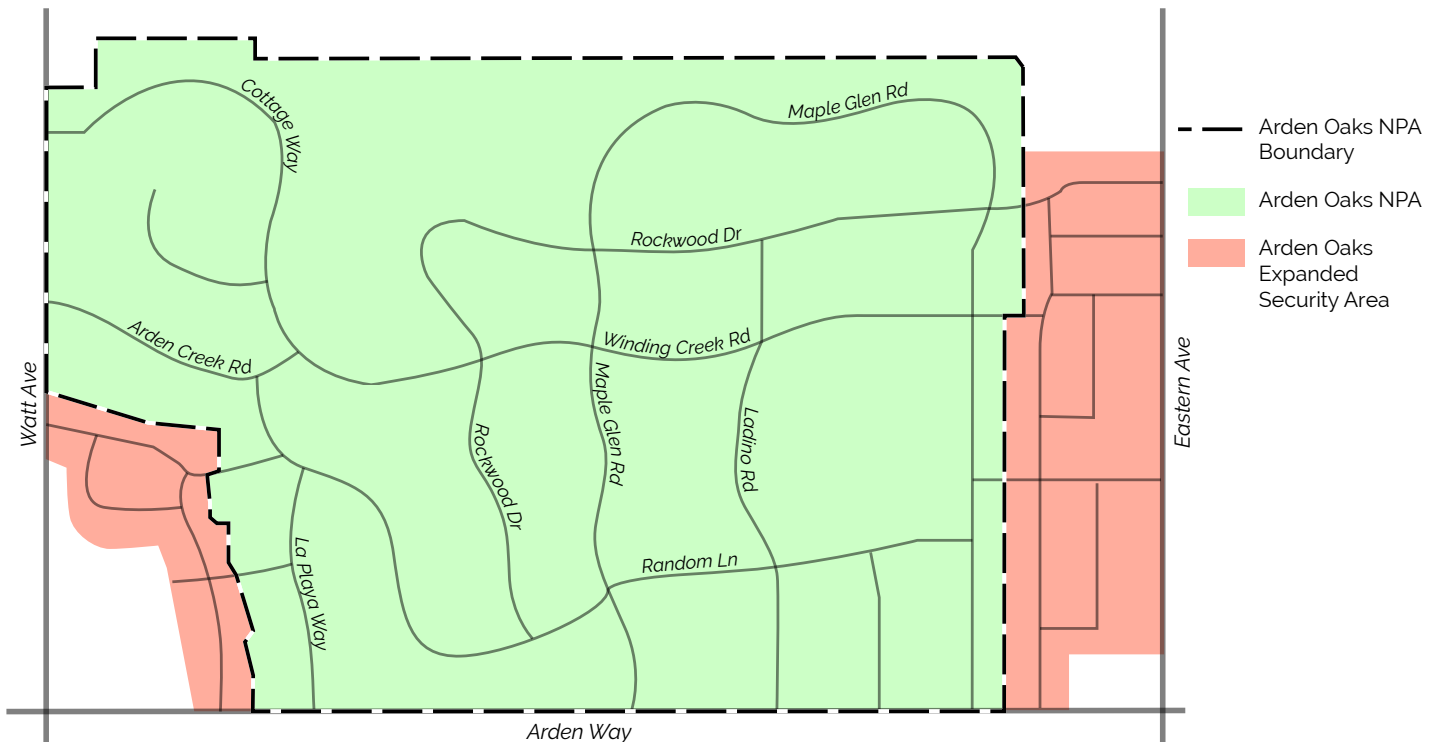 Cottage Way
Maple Glen Rd
Arden Oaks NPA
Boundary
Arden Oaks NPA
Rockwood Dr
Arden Oaks
Expanded
Security Area
Arden Creek Rd
Winding Creek Rd
Watt Ave
Eastern Ave
Maple Glen Rd
Ladino Rd
Rockwood Dr
La Playa Way
Random Ln
Arden Way